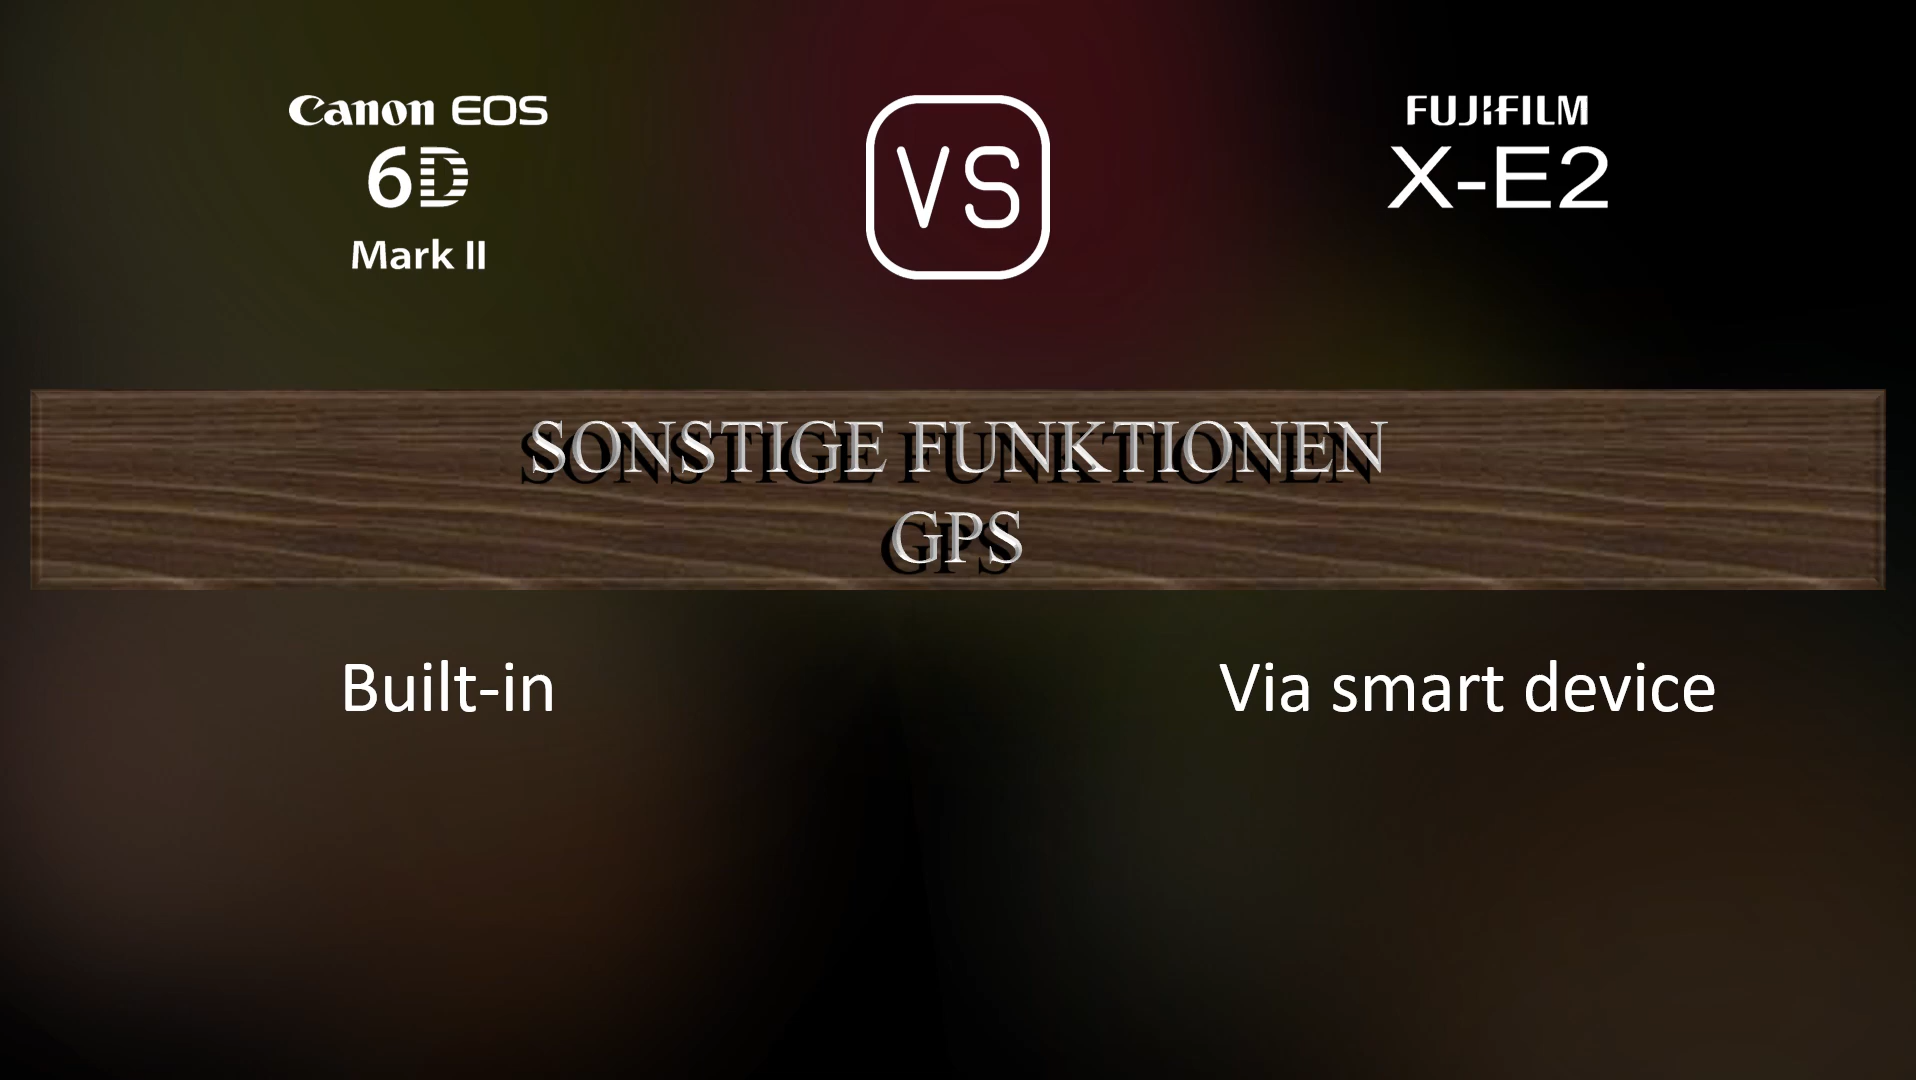 Canon EOS
6D
Mark II
VS
FUJIFILM
X-E2
SONSTIGE FUNKTIONEN
GPS
Built-in
Via smart device